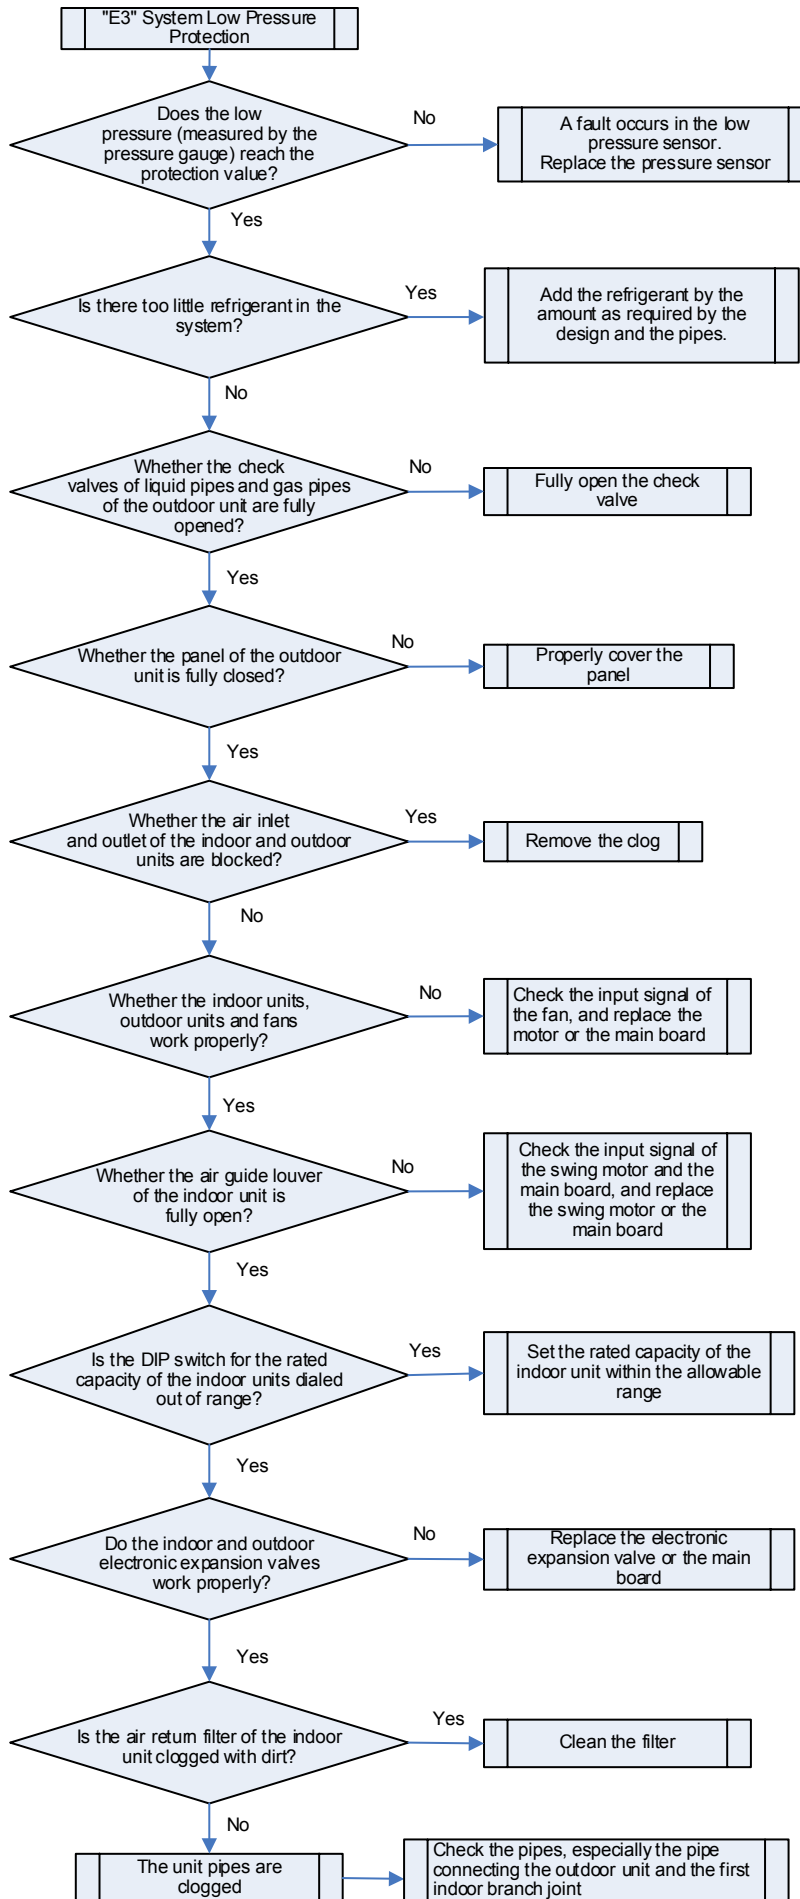 "E3" System Low Pressure
Protection
Does the low
pressure (measured by the
pressure gauge) reach the
protection value?
No
A fault occurs in the low
pressure sensor.
Replace the pressure sensor
Yes
Is there too little refrigerant in the
system?
Yes
Add the refrigerant by the
amount as required by the
design and the pipes.
No
Whether the check
valves of liquid pipes and gas pipes
of the outdoor unit are fully
opened?
No
Fully open the check
valve
Yes
Whether the panel of the outdoor
unit is fully closed?
No
Properly cover the
panel
Yes
Whether the air inlet
and outlet of the indoor and outdoor
units are blocked?
Yes
Remove the clog
No
Whether the indoor units,
outdoor units and fans
work properly?
No
Check the input signal of
the fan, and replace the
motor or the main board
Yes
Whether the air guide louver
of the indoor unit is
fully open?
No
Check the input signal of
the swing motor and the
main board, and replace
the swing motor or the
main board
Yes
Is the DIP switch for the rated
capacity of the indoor units dialed
out of range?
Yes
Set the rated capacity of the
indoor unit within the allowable
range
Yes
Do the indoor and outdoor
electronic expansion valves
work properly?
No
Replace the electronic
expansion valve or the main
board
Yes
Is the air return filter of the indoor
unit clogged with dirt?
Yes
Clean the filter
No
The unit pipes are
clogged
Check the pipes, especially the pipe
connecting the outdoor unit and the first
indoor branch joint